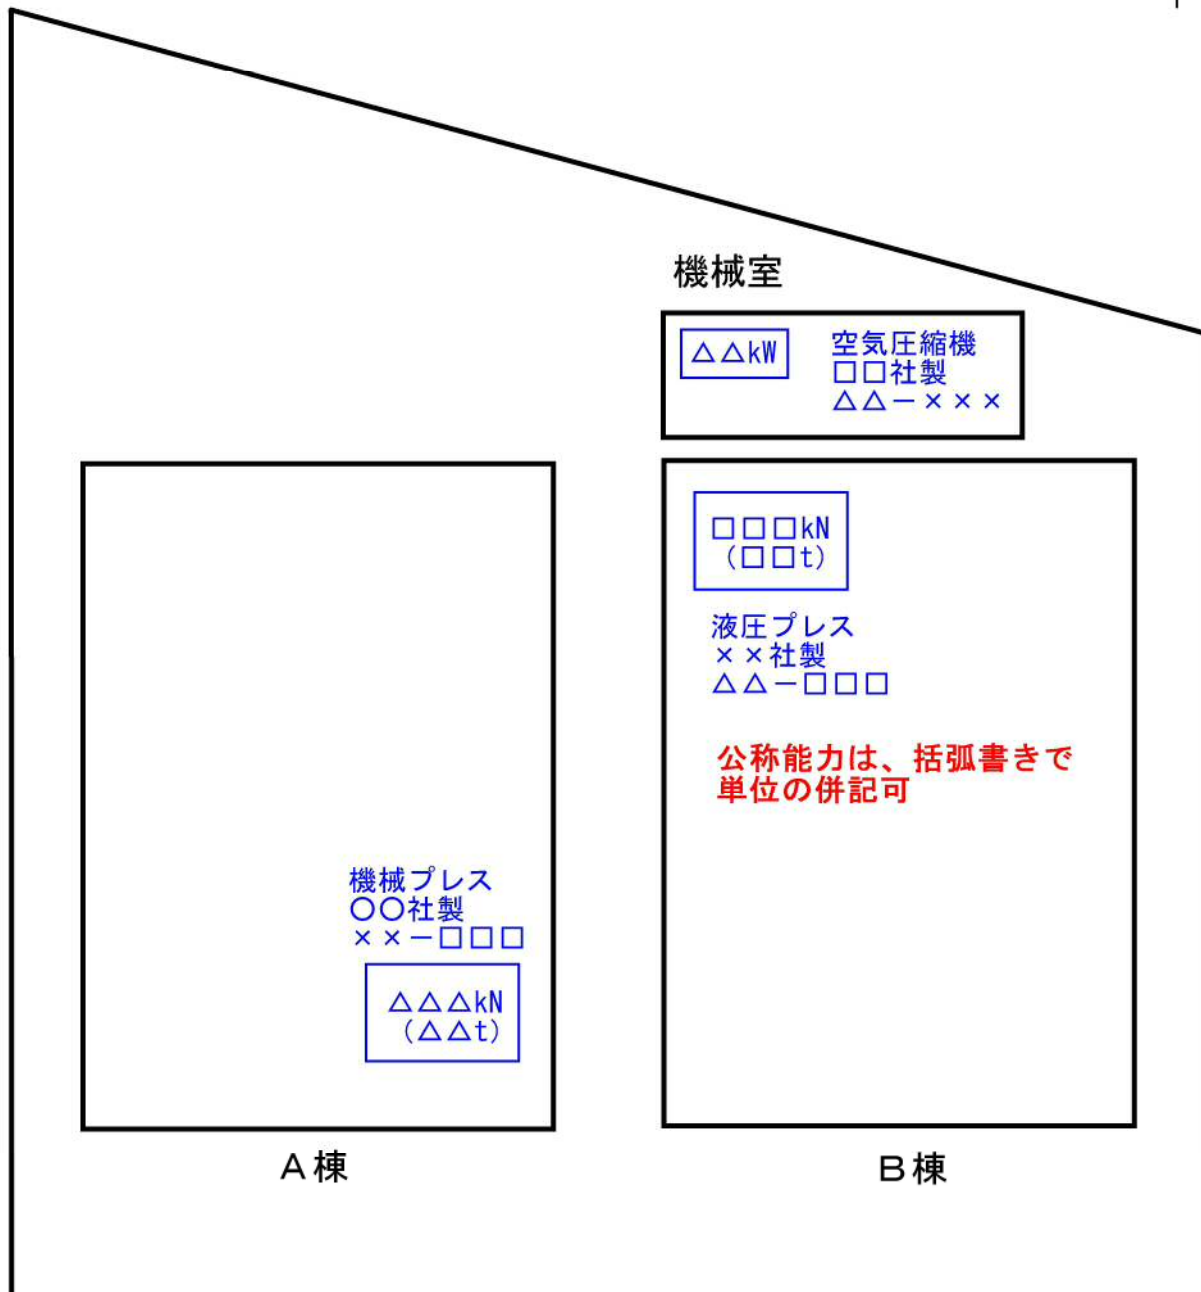 機械室
△△kW
空気圧縮機
□□社製
△△－×××
□□□kN
(□□t)
液圧プレス
××社製
△△－□□□
公称能力は、括弧書きで
単位の併記可
機械プレス
○○社製
××－□□□
△△△kN
(△△t)
A棟
B棟